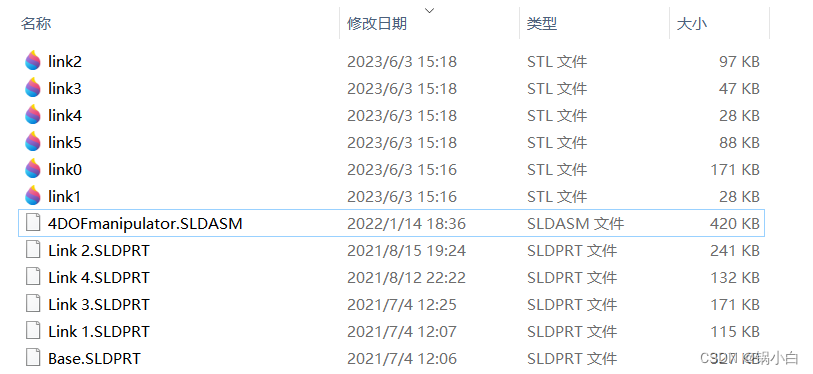 名称 修改日期 类型 大小
link2 2023/6/3 15:18 STL 文件 97 KB
link3 2023/6/3 15:18 STL 文件 47 KB
link4 2023/6/3 15:18 STL 文件 28 KB
link5 2023/6/3 15:18 STL 文件 88 KB
link0 2023/6/3 15:16 STL 文件 171 KB
link1 2023/6/3 15:16 STL 文件 28 KB
4DOFmanipulator.SLDASM 2022/1/14 18:36 SLDASM 文件 420 KB
Link 2.SLDPRT 2021/8/15 19:24 SLDPRT 文件 241 KB
Link 4.SLDPRT 2021/8/12 22:22 SLDPRT 文件 132 KB
Link 3.SLDPRT 2021/7/4 12:25 SLDPRT 文件 171 KB
Link 1.SLDPRT 2021/7/4 12:07 SLDPRT 文件 115 KB
Base.SLDPRT 2021/7/4 12:06 SLDPRT 文件 327 KB
CSDN @锅小白